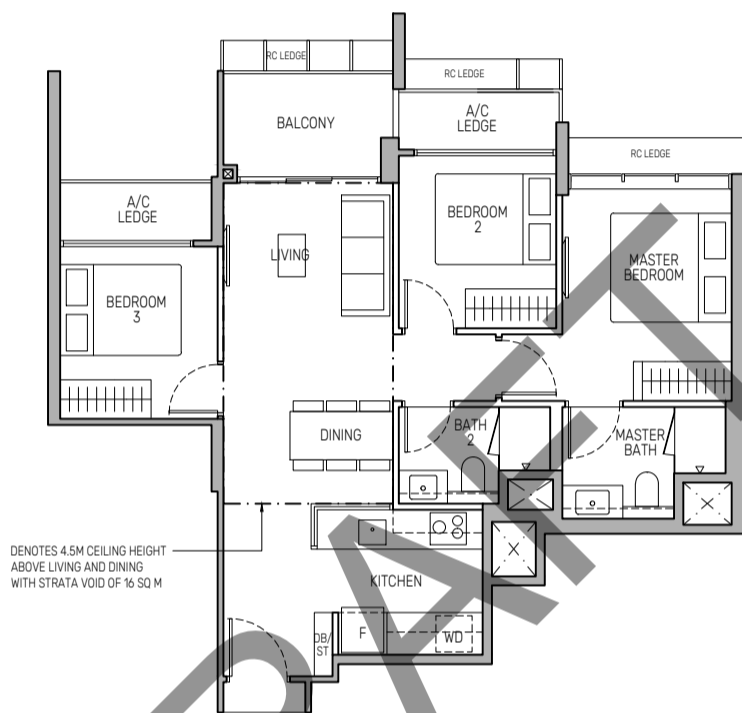 RC LEDGE
RC LEDGE
BALCONY
A/C
LEDGE
RC LEDGE
A/C
LEDGE
BEDROOM
2
LIVING
MASTER
BEDROOM
BEDROOM
3
DINING
BATH
2
MASTER
BATH
DENOTES 4.5M CEILING HEIGHT
ABOVE LIVING AND DINING
WITH STRATA VOID OF 16 SQ M
KITCHEN
DB/
ST
F
WD
DRAFT